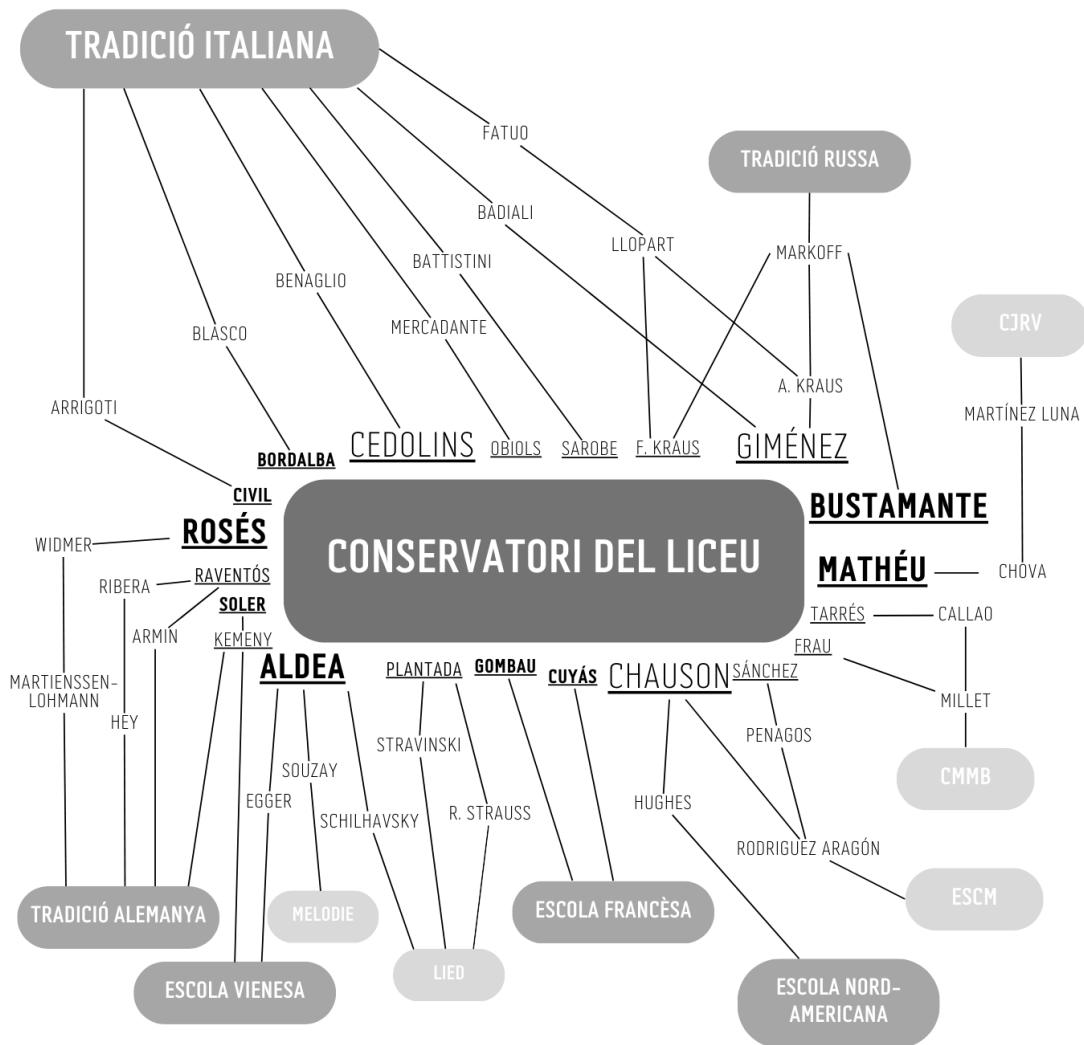 TRADICIÓ ITALIANA
FATUO
TRADICIÓ RUSSA
BADIALI
LLOPART
MARKOFF
BATTISTINI
BENAGLIO
CJRV
MERCADANTE
BLASCO
A. KRAUS
ARRIGOTI
MARTÍNEZ LUNA
CEDOLINS
OBIOLS
SAROBE
F. KRAUS
GIMÉNEZ
BORDALBA
CIVIL
BUSTAMANTE
ROSÉS
WIDMER
CONSERVATORI DEL LICEU
MATHÉU
CHOVA
RAVENTÓS
RIBERA
SOLER
TARRÉS
CALLAO
ARMIN
KEMENY
FRAU
ALDEA
PLANTADA
GOMBAU
CUYÁS
CHAUSON
SÁNCHEZ
MARTIENSSEN-
LOHMANN
MILLET
HEY
STRAVINSKI
PENAGOS
SOUZAY
CMMB
EGGER
SCHILHAVSKY
R. STRAUSS
HUGHES
RODRIGUEZ ARAGÓN
TRADICIÓ ALEMANYA
MELODIE
ESCOLA FRANCÈSA
ESCM
LIED
ESCOLA VIENESA
ESCOLA NORD-
AMERICANA